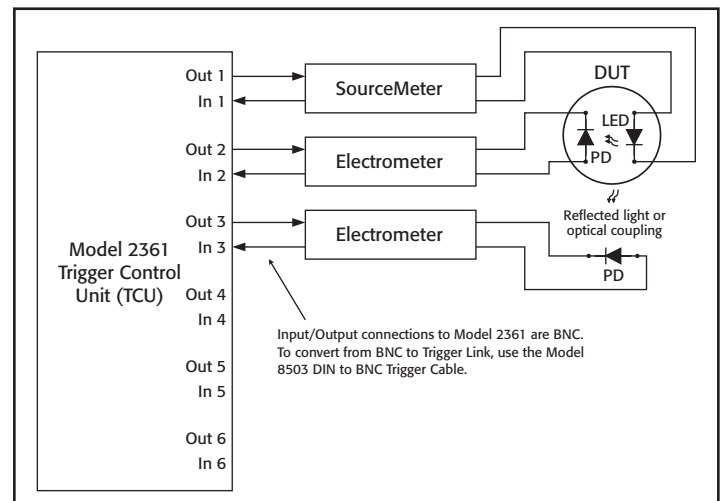 Out 1
In 1
SourceMeter
DUT
LED
PD
Out 2
In 2
Electrometer
Reflected light or
optical coupling
Out 3
In 3
Electrometer
PD
Model 2361
Trigger Control
Unit (TCU)
Out 4
In 4
Input/Output connections to Model 2361 are BNC.
To convert from BNC to Trigger Link, use the Model
8503 DIN to BNC Trigger Cable.
Out 5
In 5
Out 6
In 6